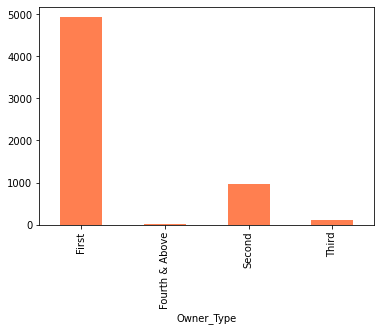 5000
4000
3000
2000
1000
0
First
Fourth & Above
Second
Third
Owner_Type